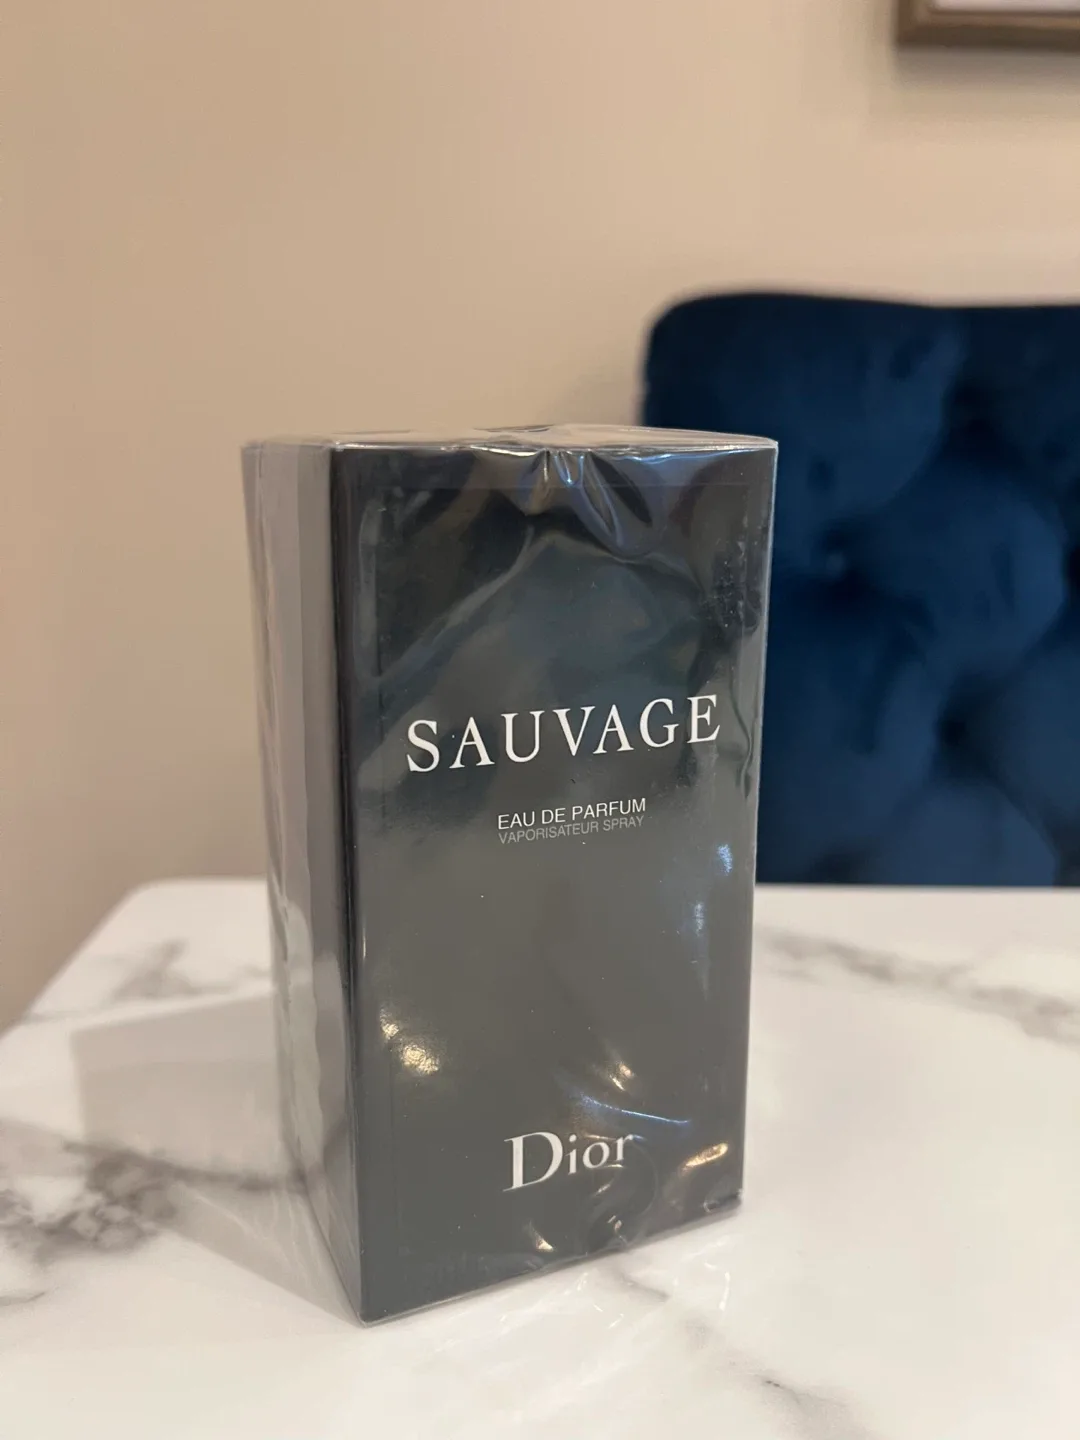 SAUVAGE
EAU DE PARFUM
VAPORISATEUR SPRAY
Dior